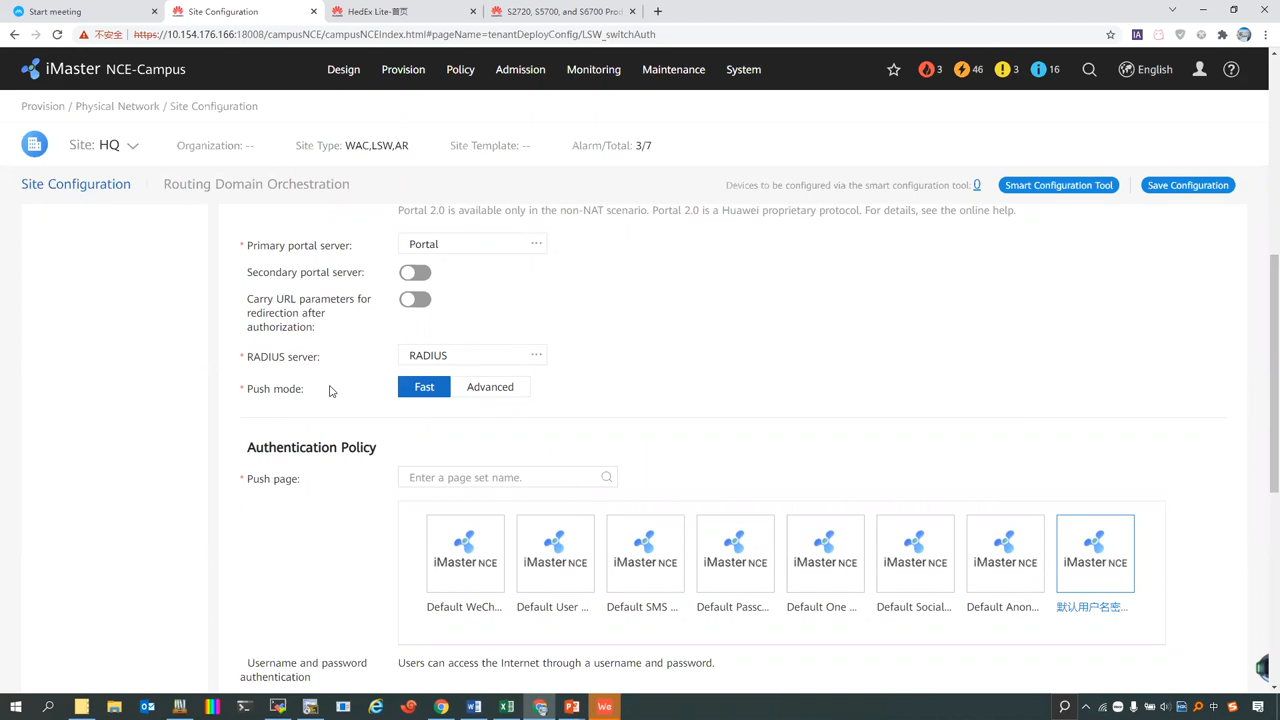 Start meeting
Site Configuration
HedEx Lite-首页
S2720, S5700, and S6700 Prod
不安全
https://10.154.176.166:18008/campusNCE/campusNCEIndex.html#pageName=tenantDeployConfig/LSW_switchAuth
iMaster NCE-Campus
Design Provision Policy Admission Monitoring Maintenance System
3 46 3 16 English
Provision / Physical Network / Site Configuration
Site: HQ Organization: -- Site Type: WAC,LSW,AR Site Template: -- Alarm/Total: 3/7
Site Configuration Routing Domain Orchestration Devices to be configured via the smart configuration tool: 0 Smart Configuration Tool Save Configuration
Portal 2.0 is available only in the non-NAT scenario. Portal 2.0 is a Huawei proprietary protocol. For details, see the online help.
* Primary portal server: Portal ···
Secondary portal server:
Carry URL parameters for
redirection after
authorization:
* RADIUS server: RADIUS ···
* Push mode: Fast Advanced
Authentication Policy
* Push page: Enter a page set name.
iMaster NCE iMaster NCE iMaster NCE iMaster NCE iMaster NCE iMaster NCE iMaster NCE iMaster NCE
Default WeCh... Default User ... Default SMS ... Default Passc... Default One ... Default Social... Default Anon... 默认用户名密...
Username and password
authentication
Users can access the Internet through a username and password.
We
中